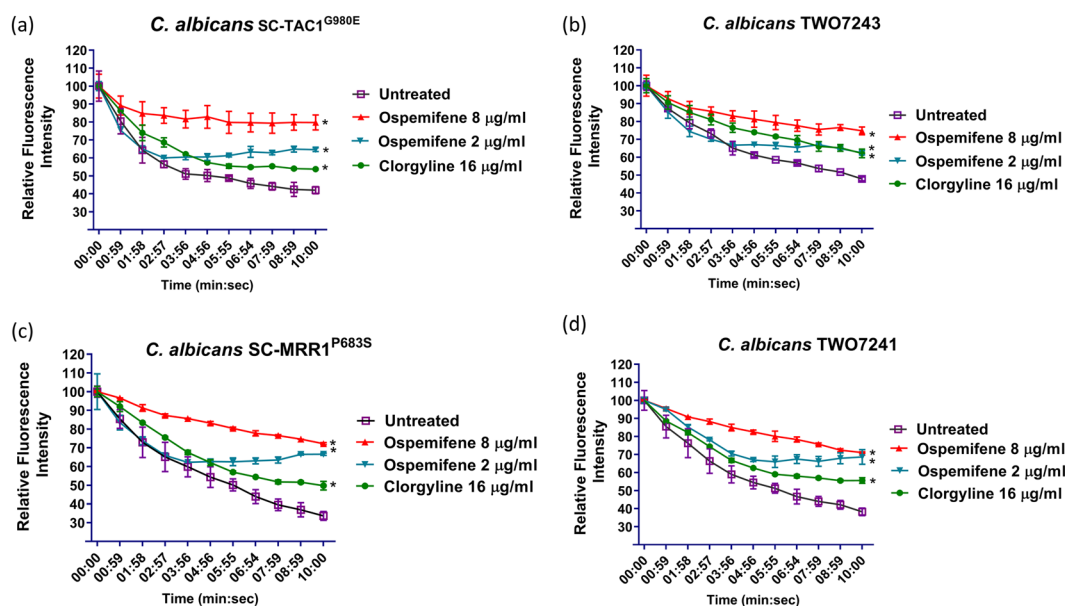 (a)
C. albicans SC-TAC1G980E
Relative Fluorescence
Intensity
120
110
100
90
80
70
60
50
40
30
00:00
00:59
01:58
02:57
03:56
04:56
05:55
06:54
07:59
08:59
10:00
Time (min:sec)
*
*
*
Untreated
Ospemifene 8 µg/ml
Ospemifene 2 µg/ml
Clorgyline 16 µg/ml
(b)
C. albicans TWO7243
Relative Fluorescence
Intensity
120
110
100
90
80
70
60
50
40
30
00:00
00:59
01:58
02:57
03:56
04:56
05:55
06:54
07:59
08:59
10:00
Time (min:sec)
*
*
*
Untreated
Ospemifene 8 µg/ml
Ospemifene 2 µg/ml
Clorgyline 16 µg/ml
(c)
C. albicans SC-MRR1P683S
Relative Fluorescence
Intensity
120
110
100
90
80
70
60
50
40
30
00:00
00:59
01:58
02:57
03:56
04:56
05:55
06:54
07:59
08:59
10:00
Time (min:sec)
*
*
*
Untreated
Ospemifene 8 µg/ml
Ospemifene 2 µg/ml
Clorgyline 16 µg/ml
(d)
C. albicans TWO7241
Relative Fluorescence
Intensity
120
110
100
90
80
70
60
50
40
30
00:00
00:59
01:58
02:57
03:56
04:56
05:55
06:54
07:59
08:59
10:00
Time (min:sec)
*
*
*
Untreated
Ospemifene 8 µg/ml
Ospemifene 2 µg/ml
Clorgyline 16 µg/ml